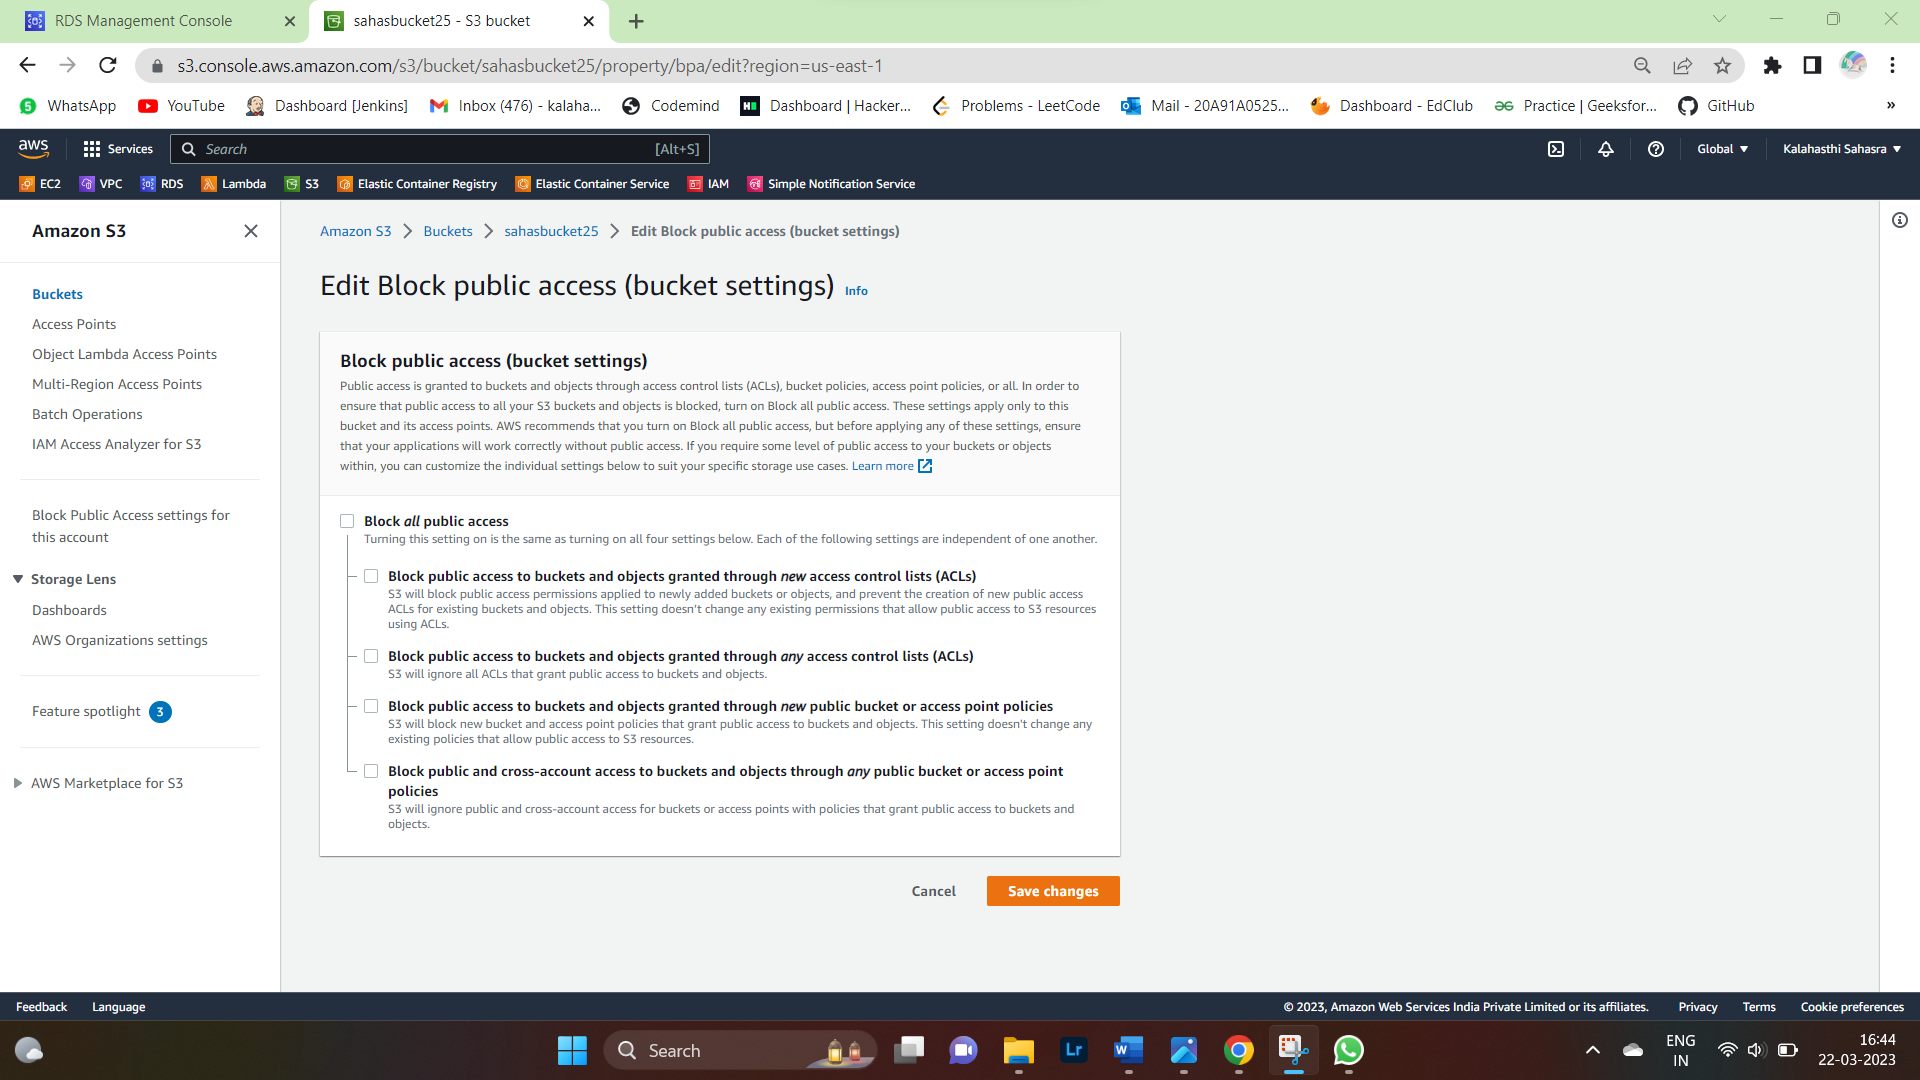 RDS Management Console
sahasbucket25 - S3 bucket
s3.console.aws.amazon.com/s3/bucket/sahasbucket25/property/bpa/edit?region=us-east-1
WhatsApp YouTube Dashboard [Jenkins] Inbox (476) - kalaha... Codemind Dashboard | Hacker... Problems - LeetCode Mail - 20A91A0525... Dashboard - EdClub Practice | Geeksfor... GitHub »
aws Services Search [Alt+S] Global Kalahasthi Sahasra
EC2 VPC RDS Lambda S3 Elastic Container Registry Elastic Container Service IAM Simple Notification Service
Amazon S3
Buckets
Access Points
Object Lambda Access Points
Multi-Region Access Points
Batch Operations
IAM Access Analyzer for S3
Block Public Access settings for
this account
Storage Lens
Dashboards
AWS Organizations settings
Feature spotlight 3
AWS Marketplace for S3
Amazon S3 > Buckets > sahasbucket25 > Edit Block public access (bucket settings)
Edit Block public access (bucket settings) Info
Block public access (bucket settings)
Public access is granted to buckets and objects through access control lists (ACLs), bucket policies, access point policies, or all. In order to
ensure that public access to all your S3 buckets and objects is blocked, turn on Block all public access. These settings apply only to this
bucket and its access points. AWS recommends that you turn on Block all public access, but before applying any of these settings, ensure
that your applications will work correctly without public access. If you require some level of public access to your buckets or objects
within, you can customize the individual settings below to suit your specific storage use cases. Learn more
Block all public access
Turning this setting on is the same as turning on all four settings below. Each of the following settings are independent of one another.
Block public access to buckets and objects granted through new access control lists (ACLs)
S3 will block public access permissions applied to newly added buckets or objects, and prevent the creation of new public access
ACLs for existing buckets and objects. This setting doesn't change any existing permissions that allow public access to S3 resources
using ACLs.
Block public access to buckets and objects granted through any access control lists (ACLs)
S3 will ignore all ACLs that grant public access to buckets and objects.
Block public access to buckets and objects granted through new public bucket or access point policies
S3 will block new bucket and access point policies that grant public access to buckets and objects. This setting doesn't change any
existing policies that allow public access to S3 resources.
Block public and cross-account access to buckets and objects through any public bucket or access point
policies
S3 will ignore public and cross-account access for buckets or access points with policies that grant public access to buckets and
objects.
Cancel Save changes
Feedback Language © 2023, Amazon Web Services India Private Limited or its affiliates. Privacy Terms Cookie preferences
Search Lr W ENG 16:44
IN 22-03-2023